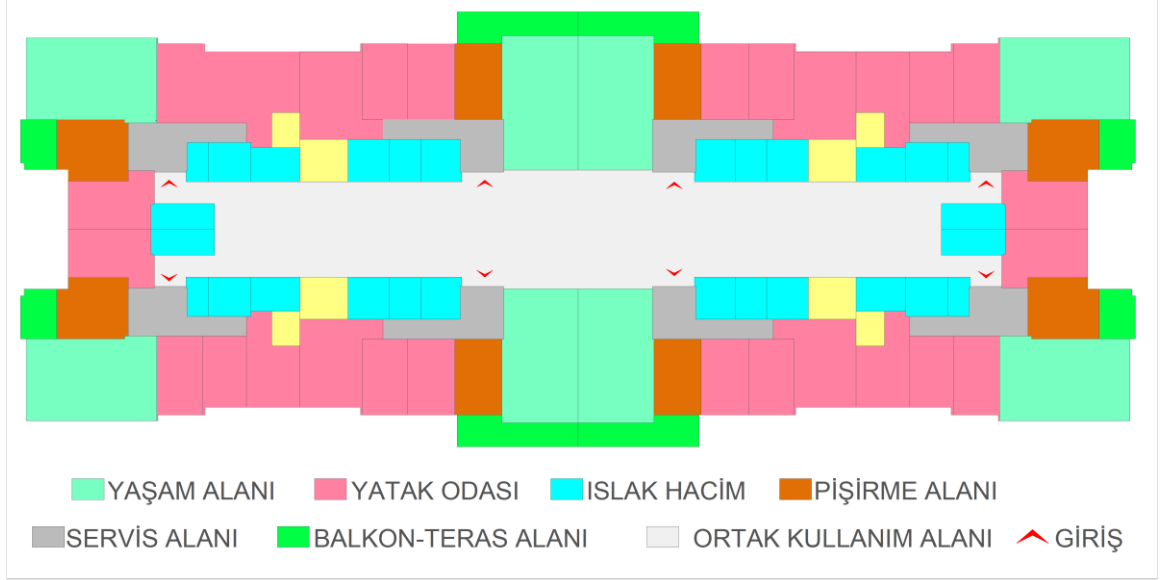 YAŞAM ALANI YATAK ODASI ISLAK HACİM PİŞİRME ALANI
SERVİS ALANI BALKON-TERAS ALANI ORTAK KULLANIM ALANI GİRİŞ